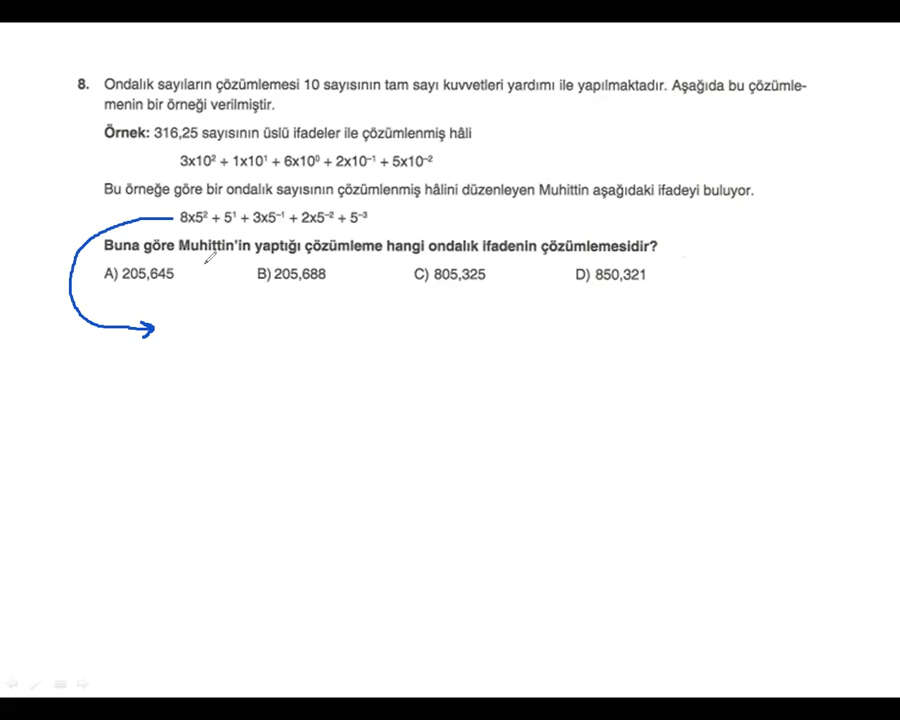 8. Ondalık sayıların çözümlemesi 10 sayısının tam sayı kuvvetleri yardımı ile yapılmaktadır. Aşağıda bu çözümle-
menin bir örneği verilmiştir.
Örnek: 316,25 sayısının üslü ifadeler ile çözümlenmiş hâli
3x10² + 1x10¹ + 6x10⁰ + 2x10⁻¹ + 5x10⁻²
Bu örneğe göre bir ondalık sayısının çözümlenmiş hâlini düzenleyen Muhittin aşağıdaki ifadeyi buluyor.
8x5² + 5¹ + 3x5⁻¹ + 2x5⁻² + 5⁻³
Buna göre Muhittin'in yaptığı çözümleme hangi ondalık ifadenin çözümlemesidir?
A) 205,645 B) 205,688 C) 805,325 D) 850,321